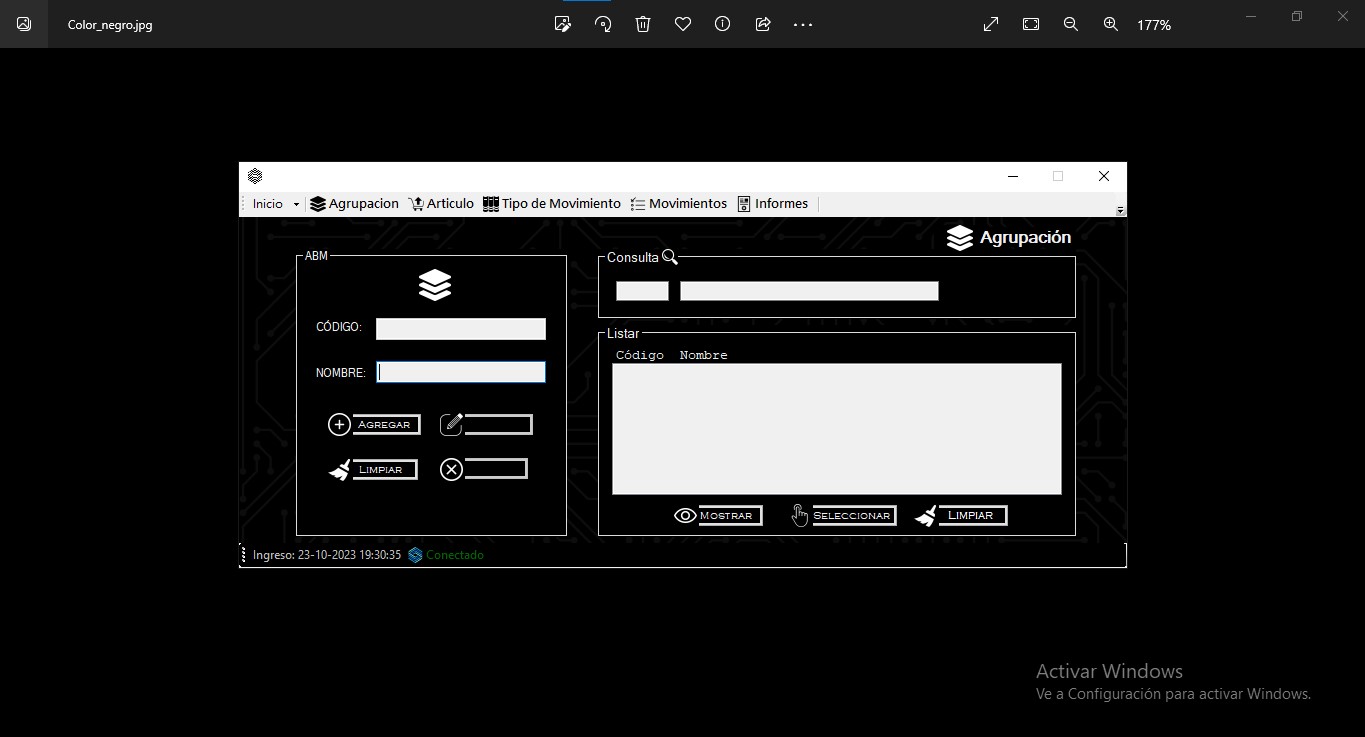 Color_negro.jpg
177%
Inicio Agrupacion Articulo Tipo de Movimiento Movimientos Informes
Agrupación
ABM
Consulta
CÓDIGO:
NOMBRE:
AGREGAR
LIMPIAR
Listar
Código Nombre
MOSTRAR SELECCIONAR LIMPIAR
Ingreso: 23-10-2023 19:30:35 Conectado
Activar Windows
Ve a Configuración para activar Windows.